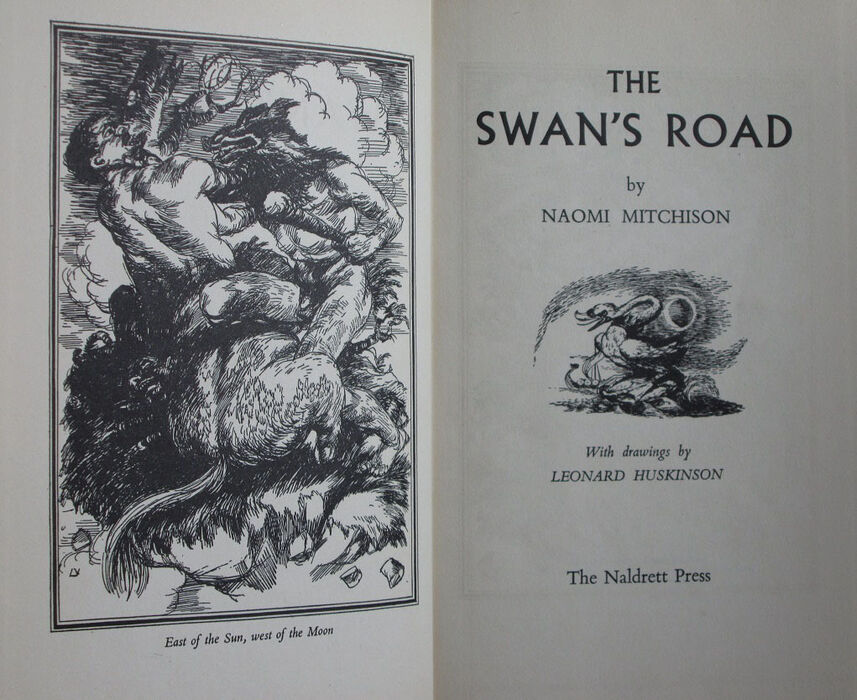 East of the Sun, west of the Moon
THE
SWAN'S ROAD
by
NAOMI MITCHISON
With drawings by
LEONARD HUSKINSON
The Naldrett Press